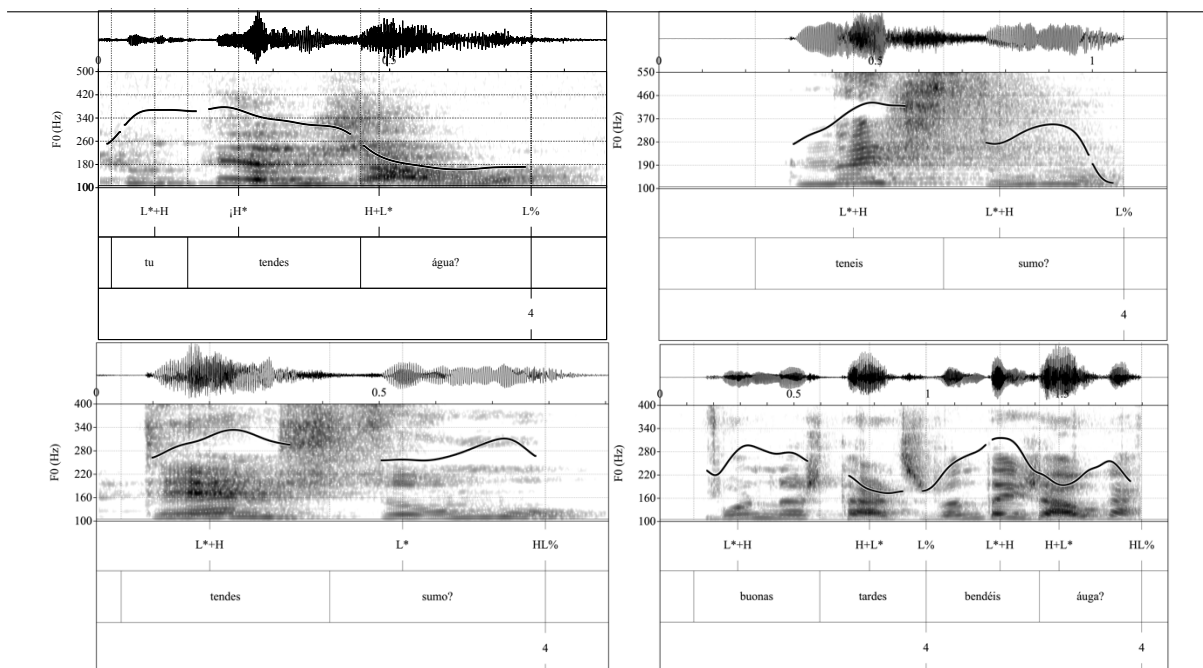 0 0.5
500
420
340
260
180
100
F0 (Hz)
L*+H ¡H* H+L* L%
tu tendes água?
4
0 0.5 1
550
460
370
280
190
100
F0 (Hz)
L*+H L*+H L%
teneis sumo?
4
0 0.5
400
340
280
220
160
100
F0 (Hz)
L*+H L* HL%
tendes sumo?
4
0 0.5 1 1.5
400
340
280
220
160
100
F0 (Hz)
L*+H H+L* L% L*+H H+L* HL%
buonas tardes bendéis áuga?
4 4